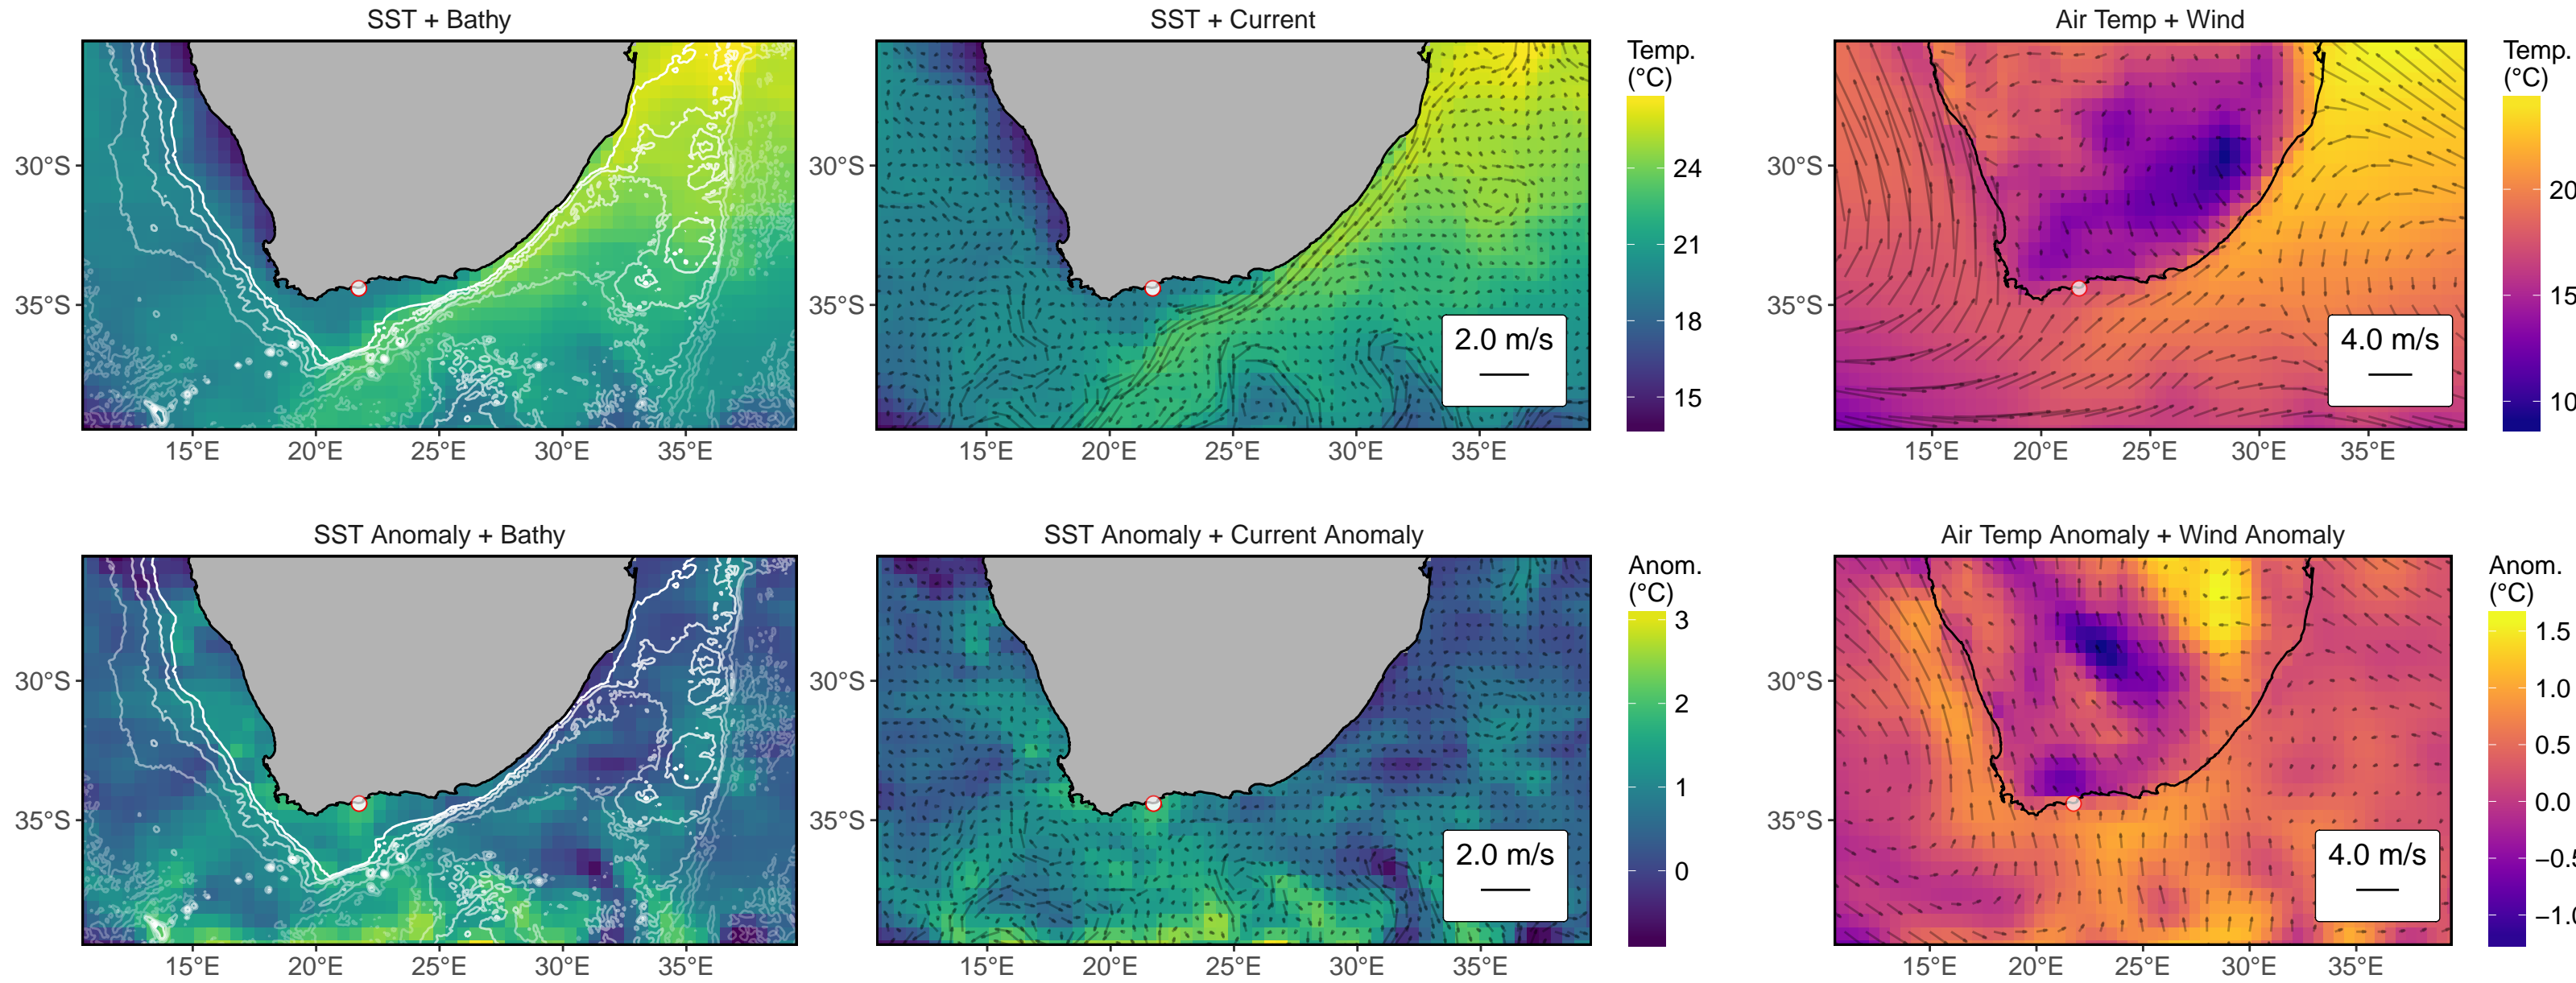 SST + Bathy
SST + Current
Air Temp + Wind
30°S
35°S
15°E 20°E 25°E 30°E 35°E
30°S
35°S
15°E 20°E 25°E 30°E 35°E
2.0 m/s
Temp.
(°C)
24
21
18
15
30°S
35°S
15°E 20°E 25°E 30°E 35°E
4.0 m/s
Temp.
(°C)
20
15
10
SST Anomaly + Bathy
SST Anomaly + Current Anomaly
Air Temp Anomaly + Wind Anomaly
30°S
35°S
15°E 20°E 25°E 30°E 35°E
30°S
35°S
15°E 20°E 25°E 30°E 35°E
2.0 m/s
Anom.
(°C)
3
2
1
0
30°S
35°S
15°E 20°E 25°E 30°E 35°E
4.0 m/s
Anom.
(°C)
1.5
1.0
0.5
0.0
−0.5
−1.0